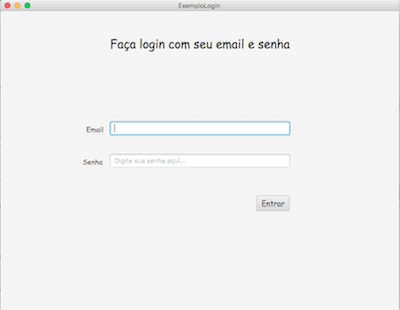 ExemploLogin
Faça login com seu email e senha
Email
Senha
Digite sua senha aqui...
Entrar